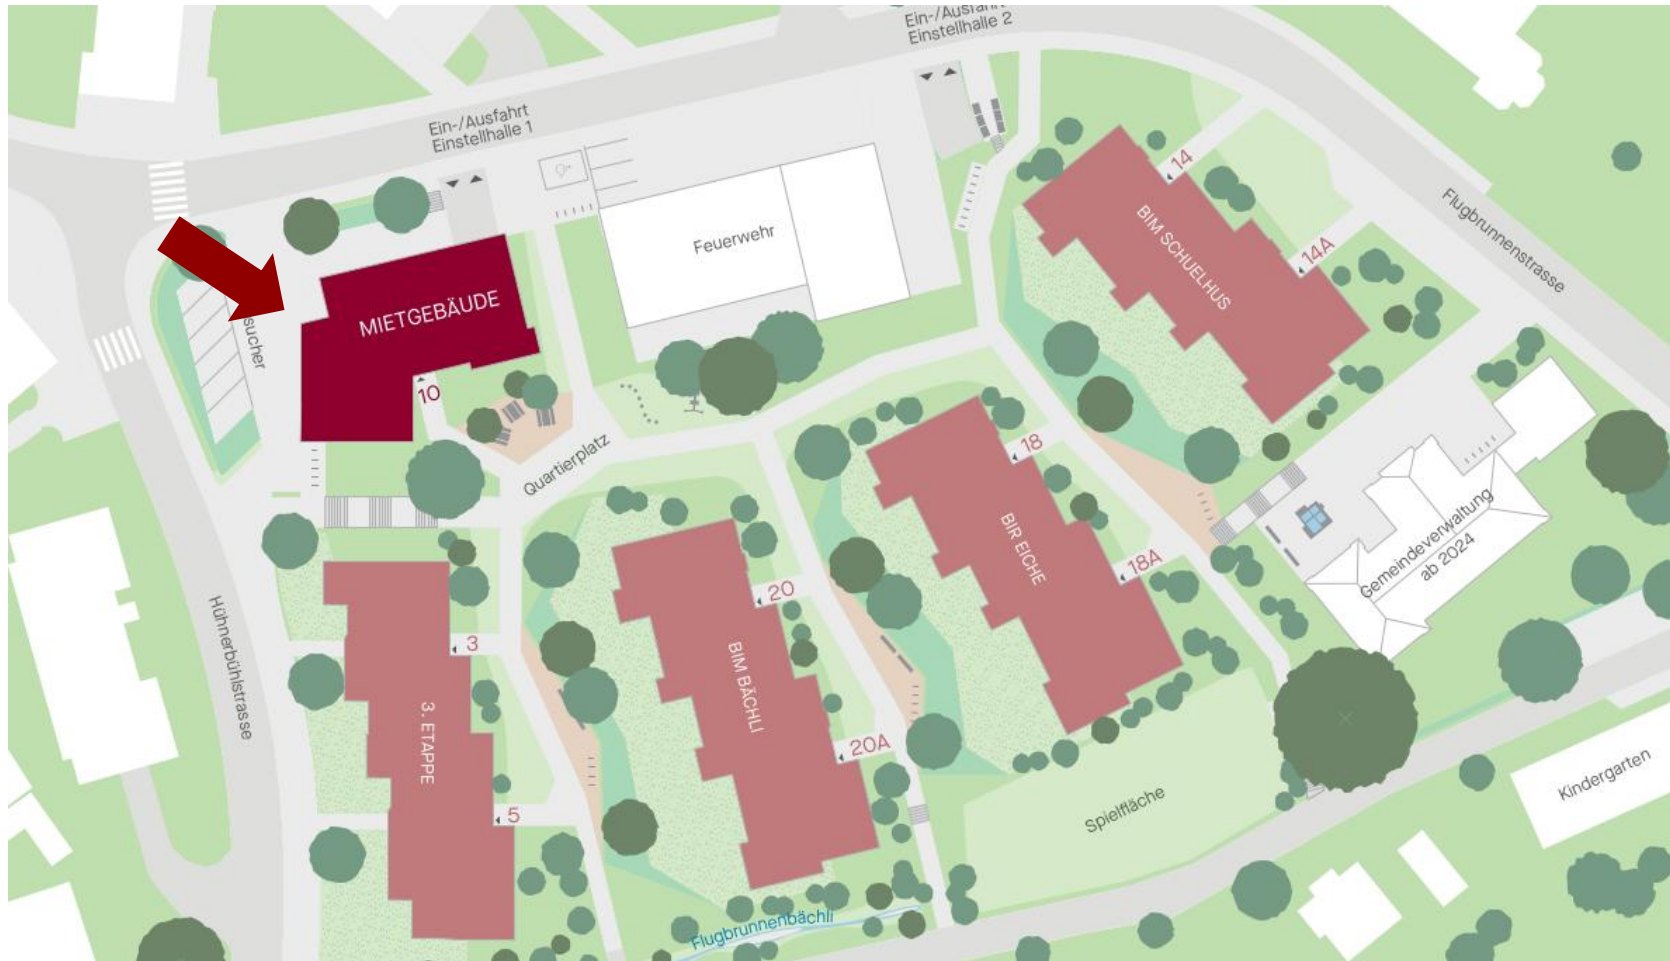 Ein-/Ausfahrt
Einstellhalle 2
Ein-/Ausfahrt
Einstellhalle 1
14
Feuerwehr
BIM SCHUELHUS
Flugbrunnenstrasse
14A
MIETGEBÄUDE
sucher
10
Quartierplatz
18
BIR EICHE
18A
Gemeindeverwaltung
ab 2024
20
3
Hühnerbühlstrasse
BIM BÄCHLI
3. ETAPPE
20A
5
Spielfläche
Kindergarten
Flugbrunnenbächli